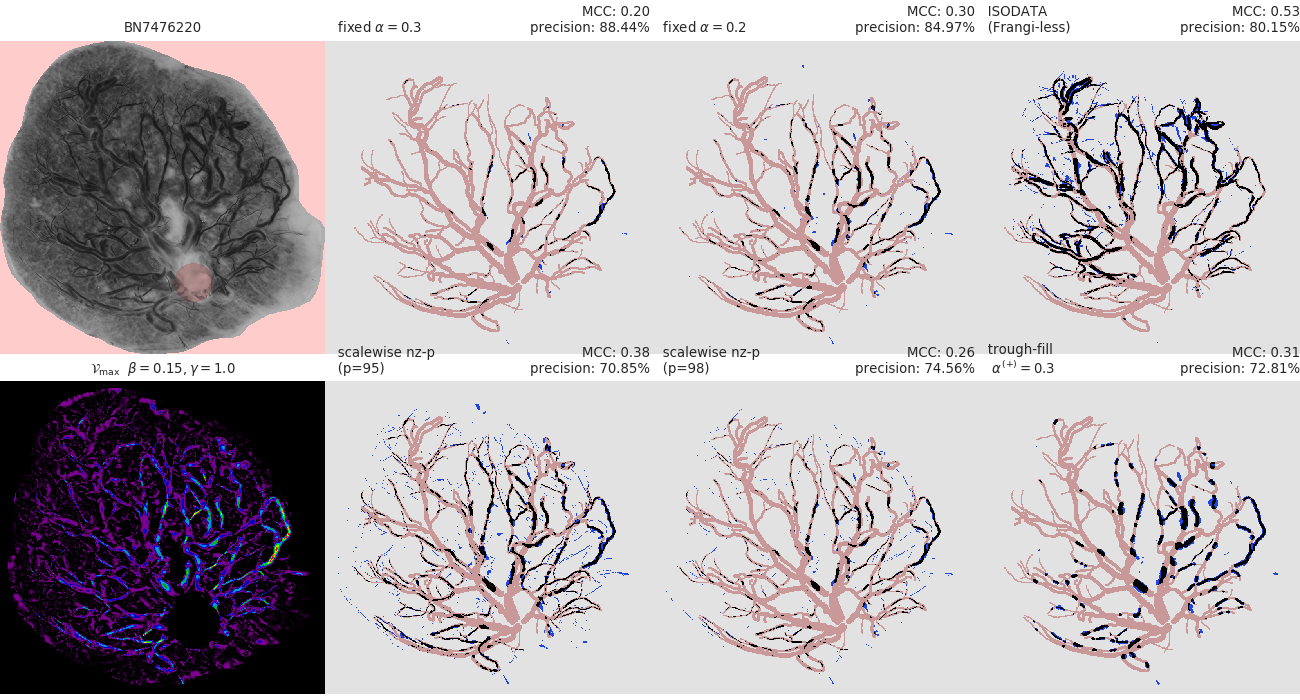 BN7476220
fixed α = 0.3
MCC: 0.20
precision: 88.44%
fixed α = 0.2
MCC: 0.30
precision: 84.97%
ISODATA
(Frangi-less)
MCC: 0.53
precision: 80.15%
𝒱max β = 0.15, γ = 1.0
scalewise nz-p
(p=95)
MCC: 0.38
precision: 70.85%
scalewise nz-p
(p=98)
MCC: 0.26
precision: 74.56%
trough-fill
α(+) = 0.3
MCC: 0.31
precision: 72.81%